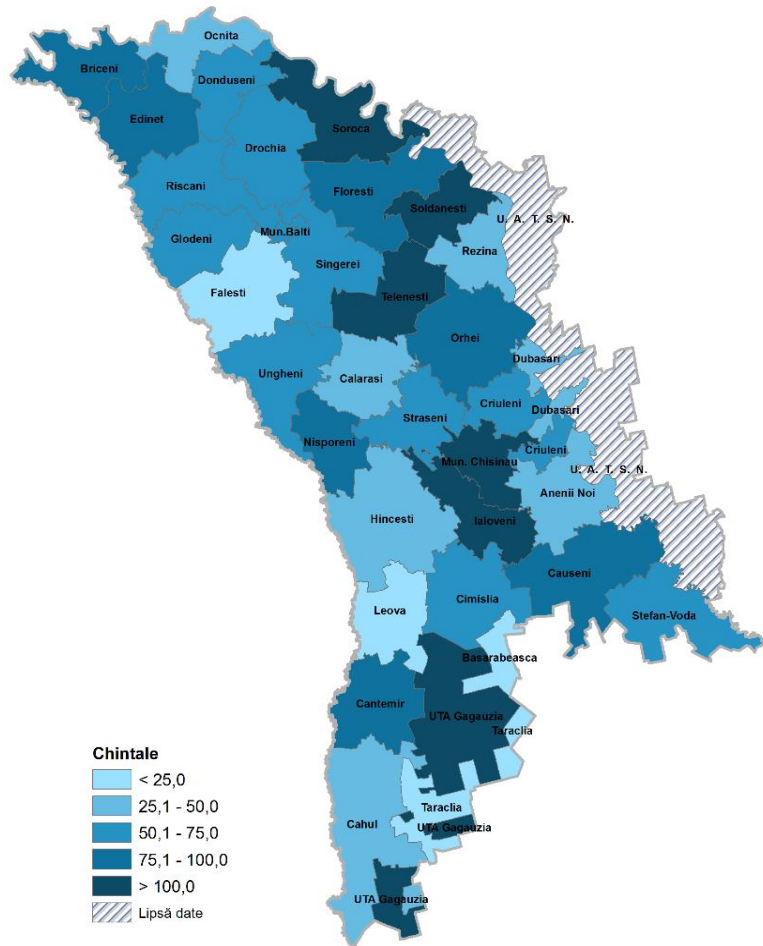 Ocnita
Briceni
Donduseni
Edinet
Soroca
Drochia
Riscani
Floresti
Soldanesti
U. A. T. S. N.
Glodeni
Mun.Balti
Rezina
Singerei
Falesti
Telenesti
Orhei
Dubasari
Ungheni
Calarasi
Criuleni
Dubasari
Straseni
Nisporeni
Criuleni
Mun. Chisinau
U. A. T. S. N.
Anenii Noi
Hincesti
Ialoveni
Causeni
Leova
Cimislia
Stefan-Voda
Basarabeasca
Cantemir
UTA Gagauzia
Taraclia
Taraclia
Cahul
UTA Gagauzia
UTA Gagauzia
Chintale
< 25,0
25,1 - 50,0
50,1 - 75,0
75,1 - 100,0
> 100,0
Lipsă date